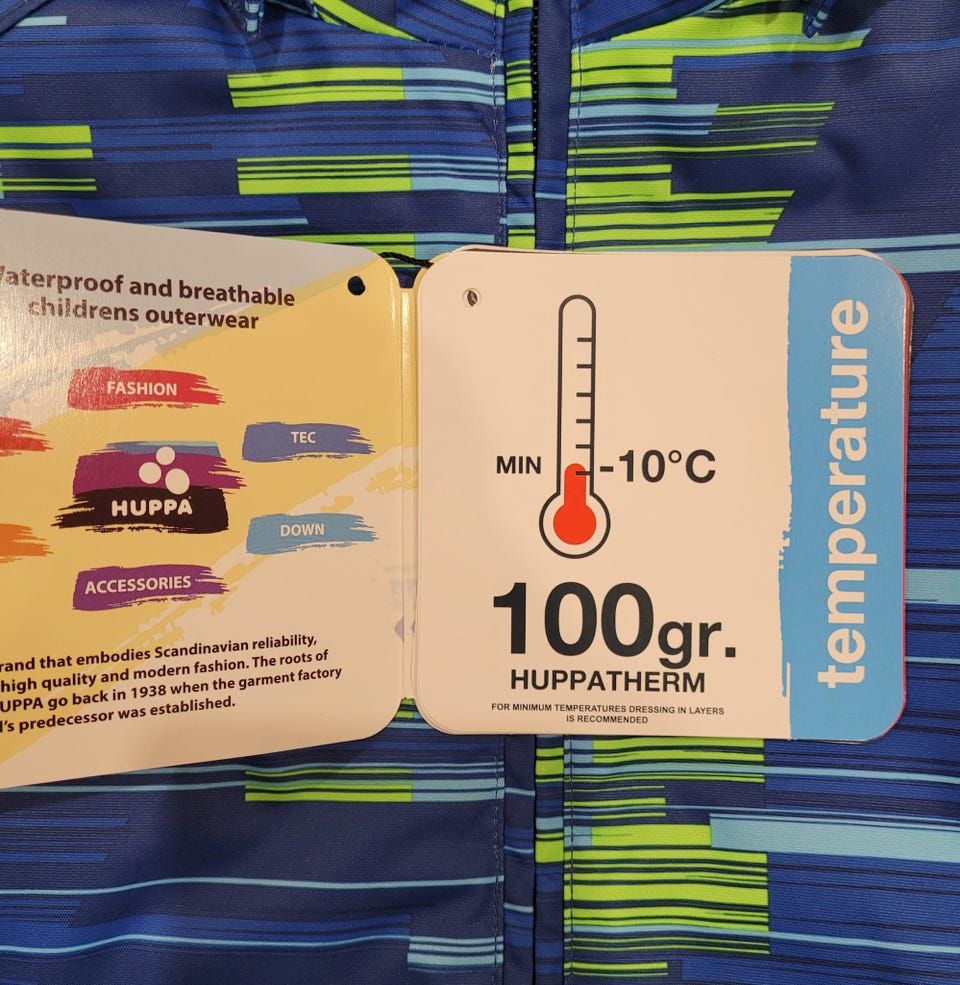 aterproof and breathable
childrens outerwear
FASHION
TEC
HUPPA
DOWN
ACCESSORIES
rand that embodies Scandinavian reliability,
high quality and modern fashion. The roots of
UPPA go back in 1938 when the garment factory
l's predecessor was established.
MIN -10°C
100gr.
HUPPATHERM
FOR MINIMUM TEMPERATURES DRESSING IN LAYERS
IS RECOMMENDED
temperature